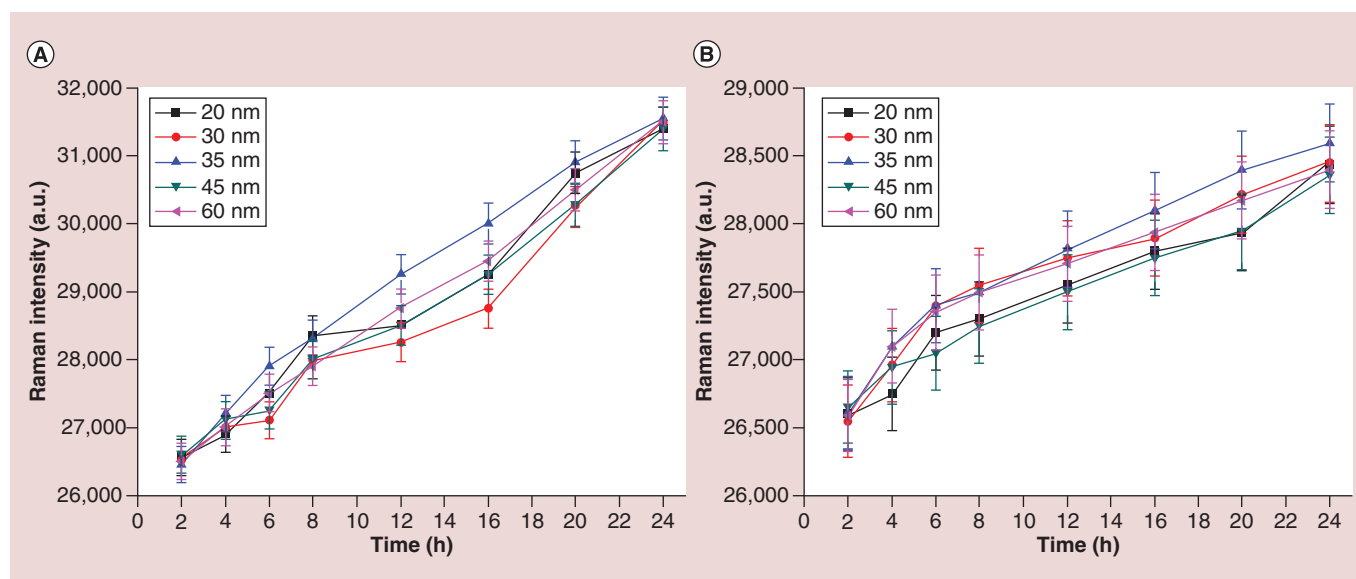 A
32,000
31,000
30,000
29,000
28,000
27,000
26,000
Raman intensity (a.u.)
20 nm
30 nm
35 nm
45 nm
60 nm
0 2 4 6 8 10 12 14 16 18 20 22 24
Time (h)
B
29,000
28,500
28,000
27,500
27,000
26,500
26,000
Raman intensity (a.u.)
20 nm
30 nm
35 nm
45 nm
60 nm
0 2 4 6 8 10 12 14 16 18 20 22 24
Time (h)